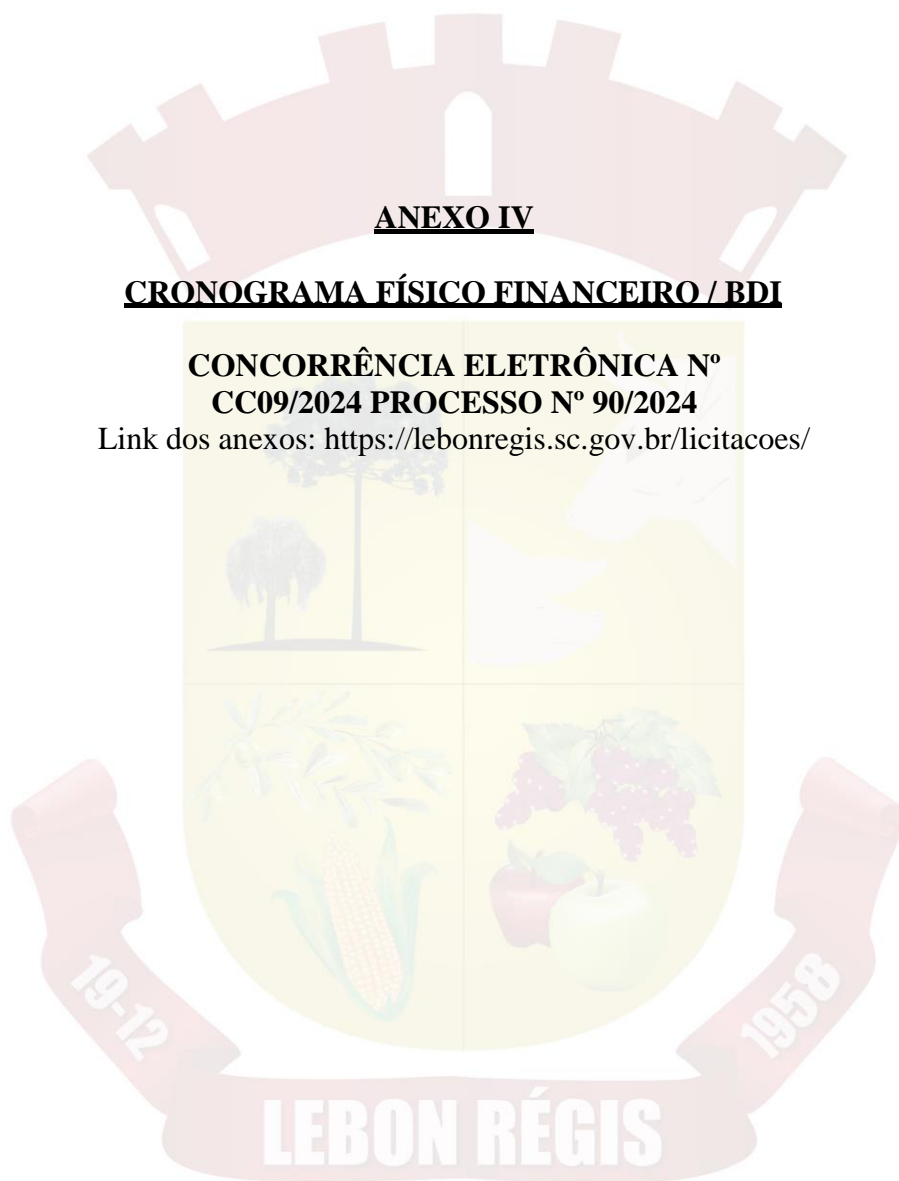 ANEXO IV
CRONOGRAMA FÍSICO FINANCEIRO / BDI
CONCORRÊNCIA ELETRÔNICA Nº
CC09/2024 PROCESSO Nº 90/2024
Link dos anexos: https://lebonregis.sc.gov.br/licitacoes/
19-12
1958
LEBON RÉGIS